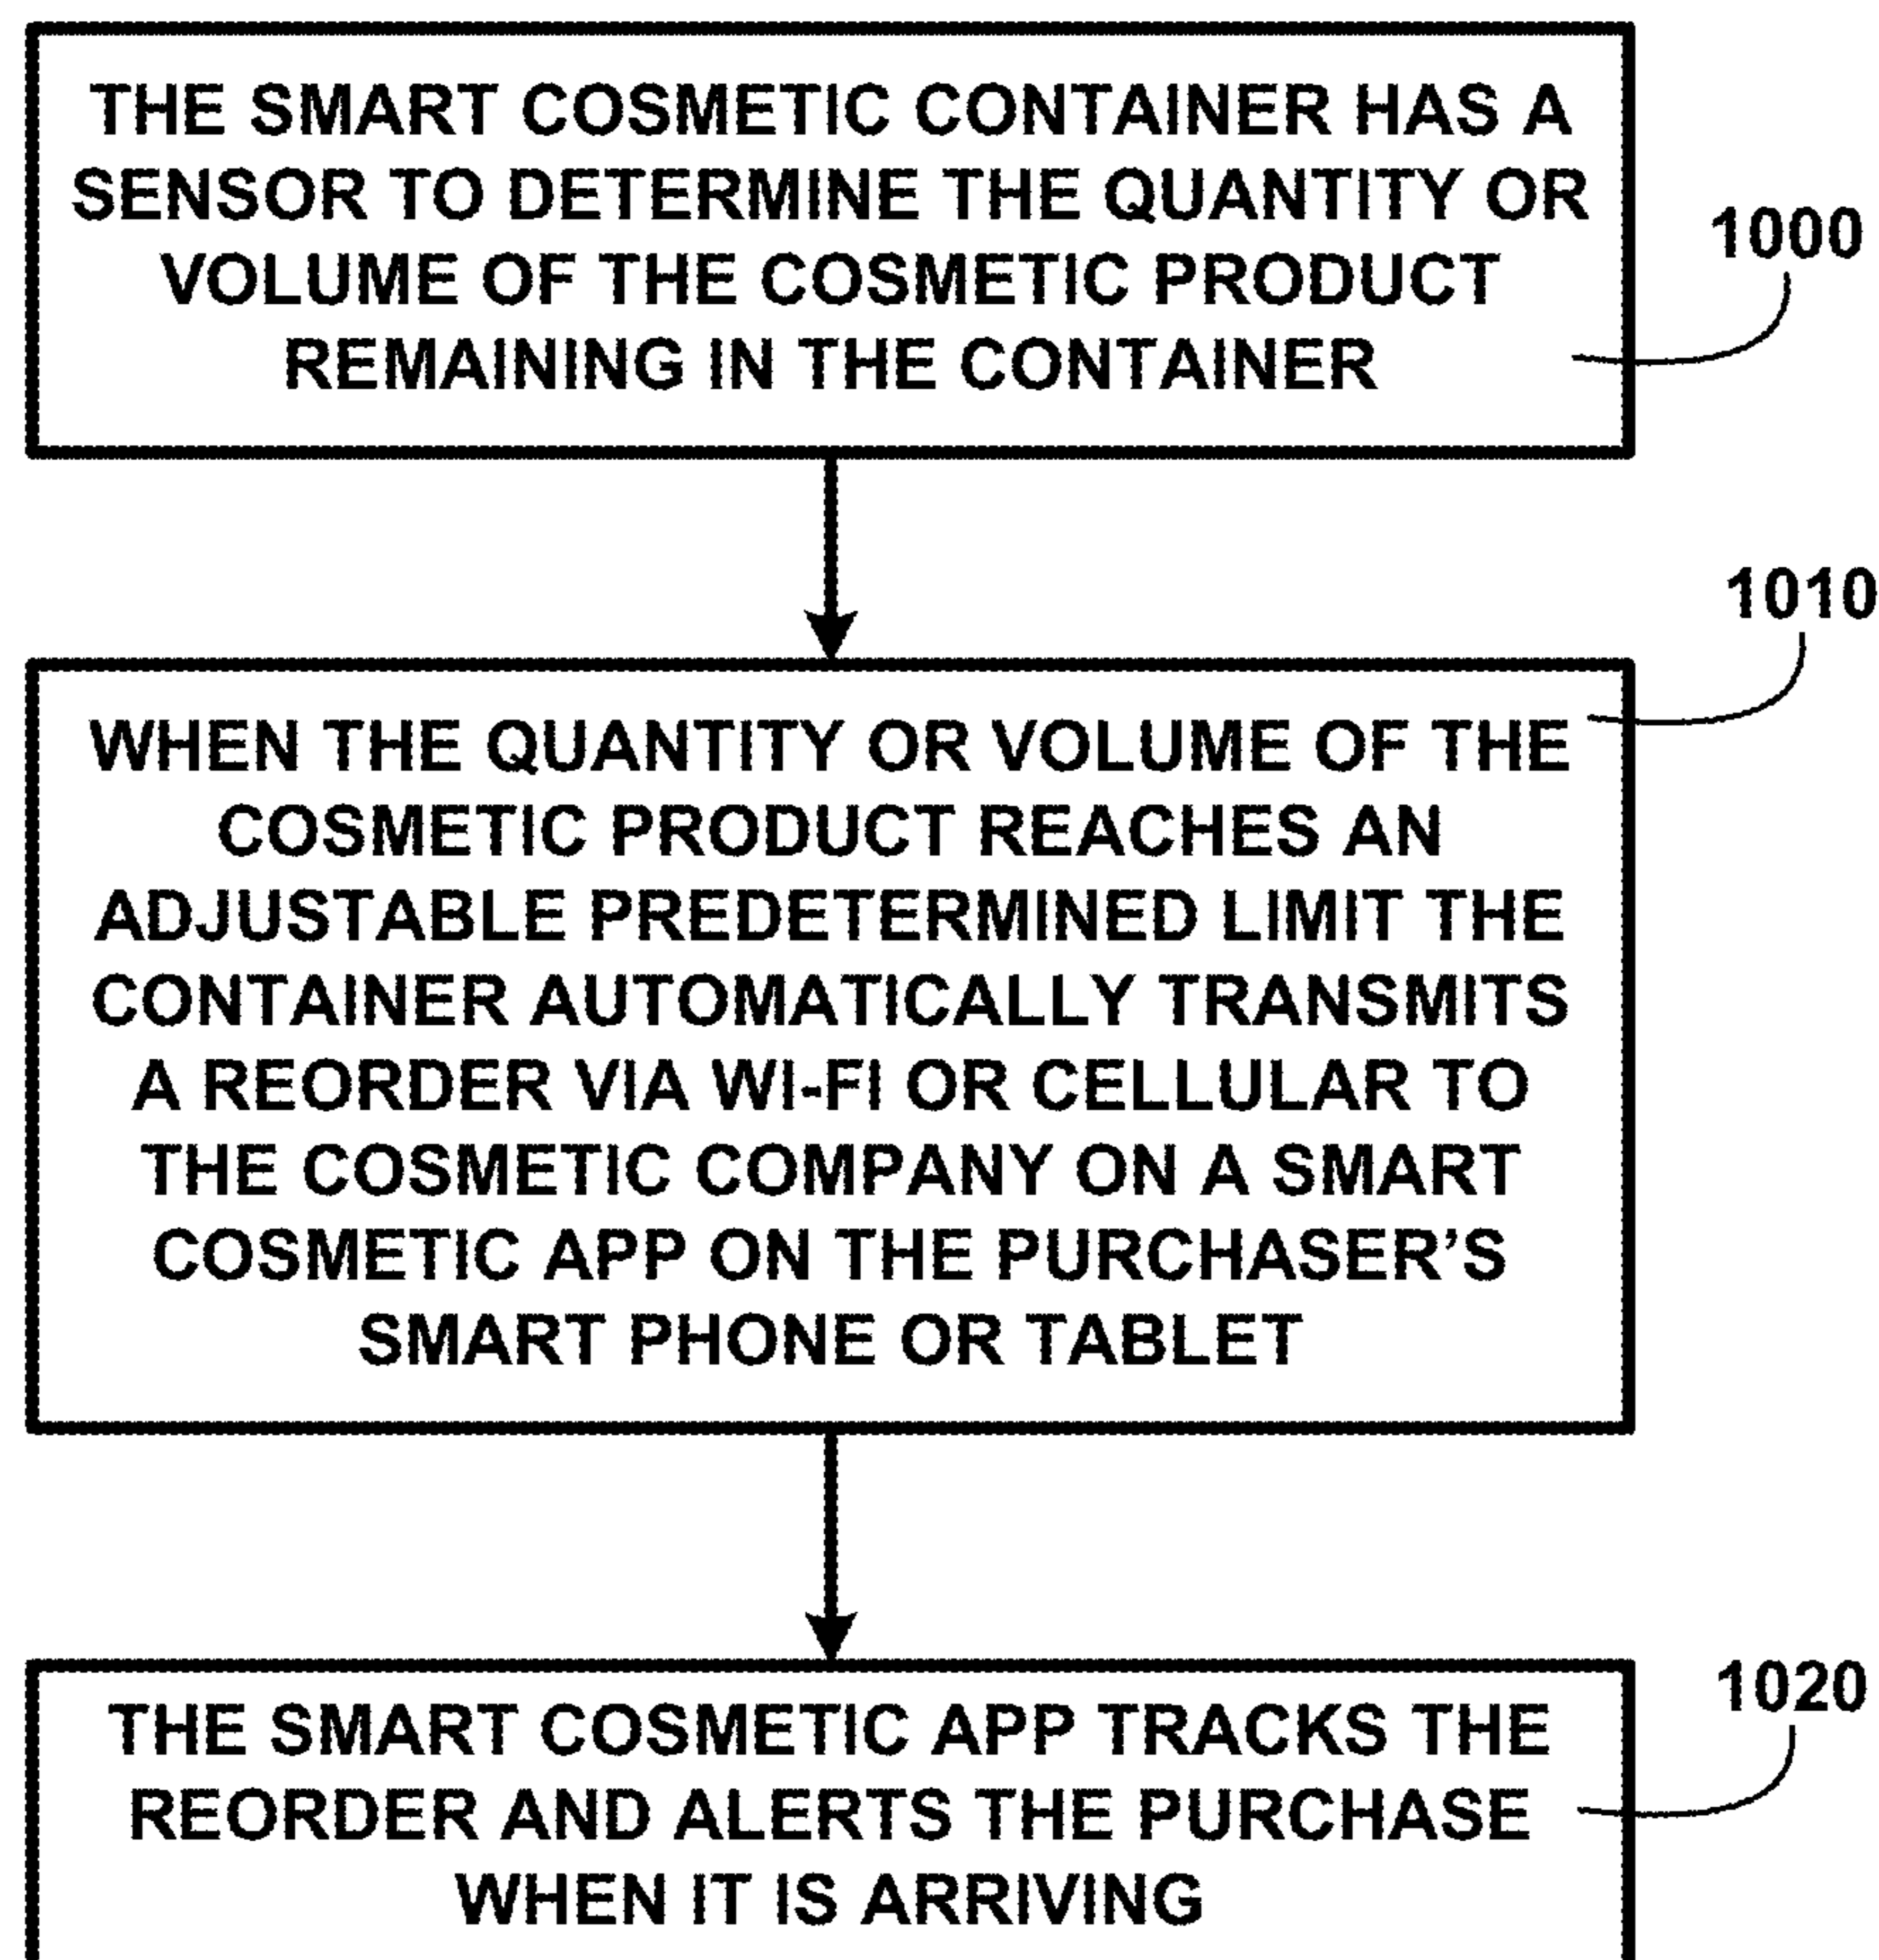 THE SMART COSMETIC CONTAINER HAS A
SENSOR TO DETERMINE THE QUANTITY OR
VOLUME OF THE COSMETIC PRODUCT
REMAINING IN THE CONTAINER
1000
1010
WHEN THE QUANTITY OR VOLUME OF THE
COSMETIC PRODUCT REACHES AN
ADJUSTABLE PREDETERMINED LIMIT THE
CONTAINER AUTOMATICALLY TRANSMITS
A REORDER VIA WI-FI OR CELLULAR TO
THE COSMETIC COMPANY ON A SMART
COSMETIC APP ON THE PURCHASER’S
SMART PHONE OR TABLET
1020
THE SMART COSMETIC APP TRACKS THE
REORDER AND ALERTS THE PURCHASE
WHEN IT IS ARRIVING